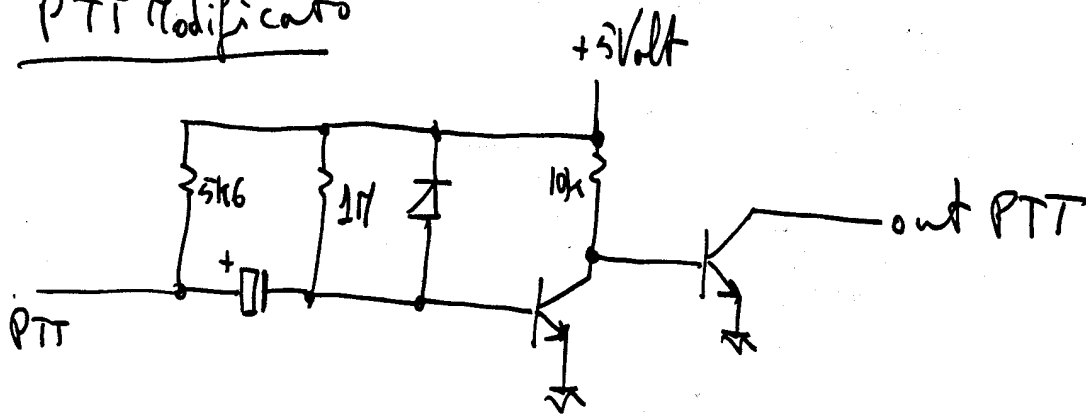 PTT Modificato
+5Volt
5k6
1M
10k
+
out PTT
PTT